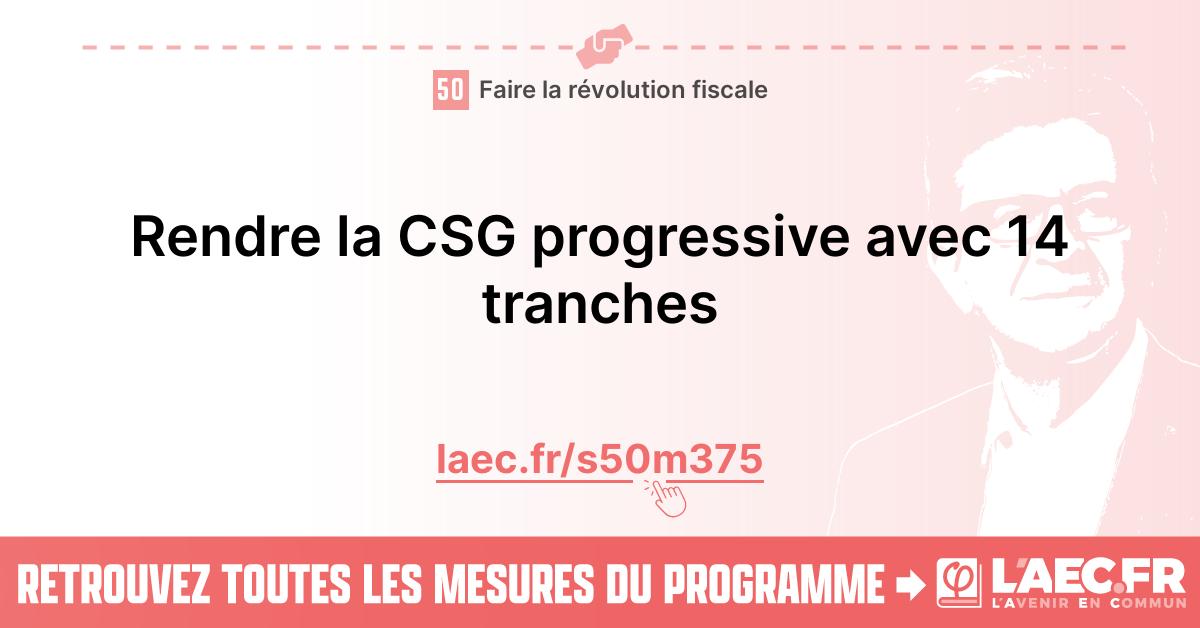 50 Faire la révolution fiscale
Rendre la CSG progressive avec 14
tranches
laec.fr/s50m375
RETROUVEZ TOUTES LES MESURES DU PROGRAMME
φ L'AEC.FR
L'AVENIR EN COMMUN